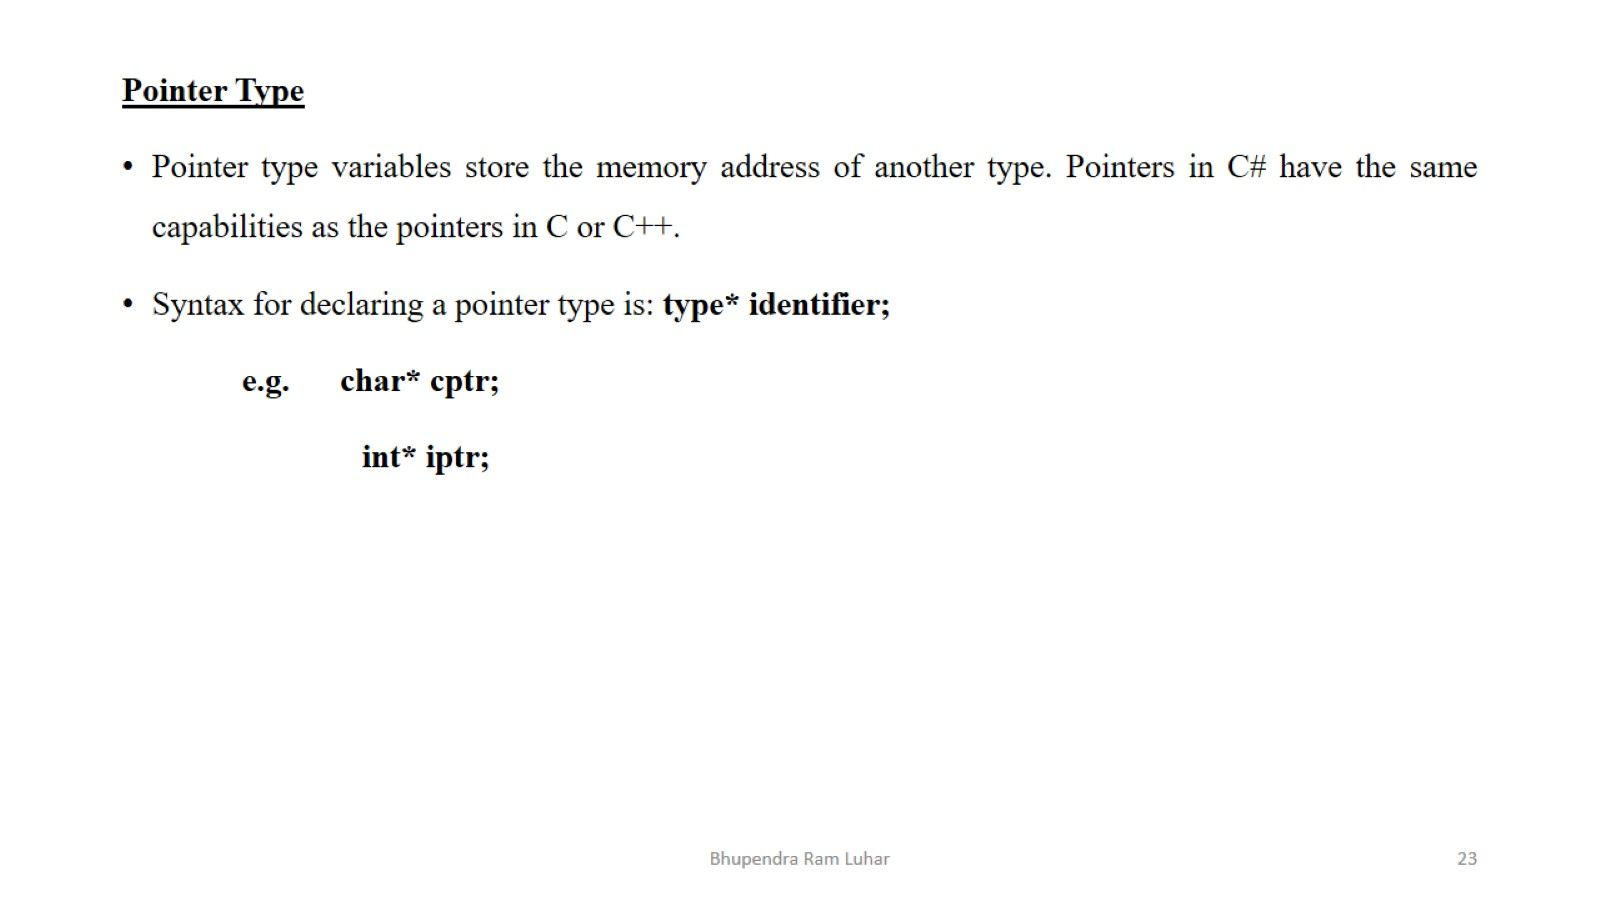 Pointer Type
• Pointer type variables store the memory address of another type. Pointers in C# have the same
capabilities as the pointers in C or C++.
• Syntax for declaring a pointer type is: type* identifier;
e.g. char* cptr;
int* iptr;
Bhupendra Ram Luhar
23